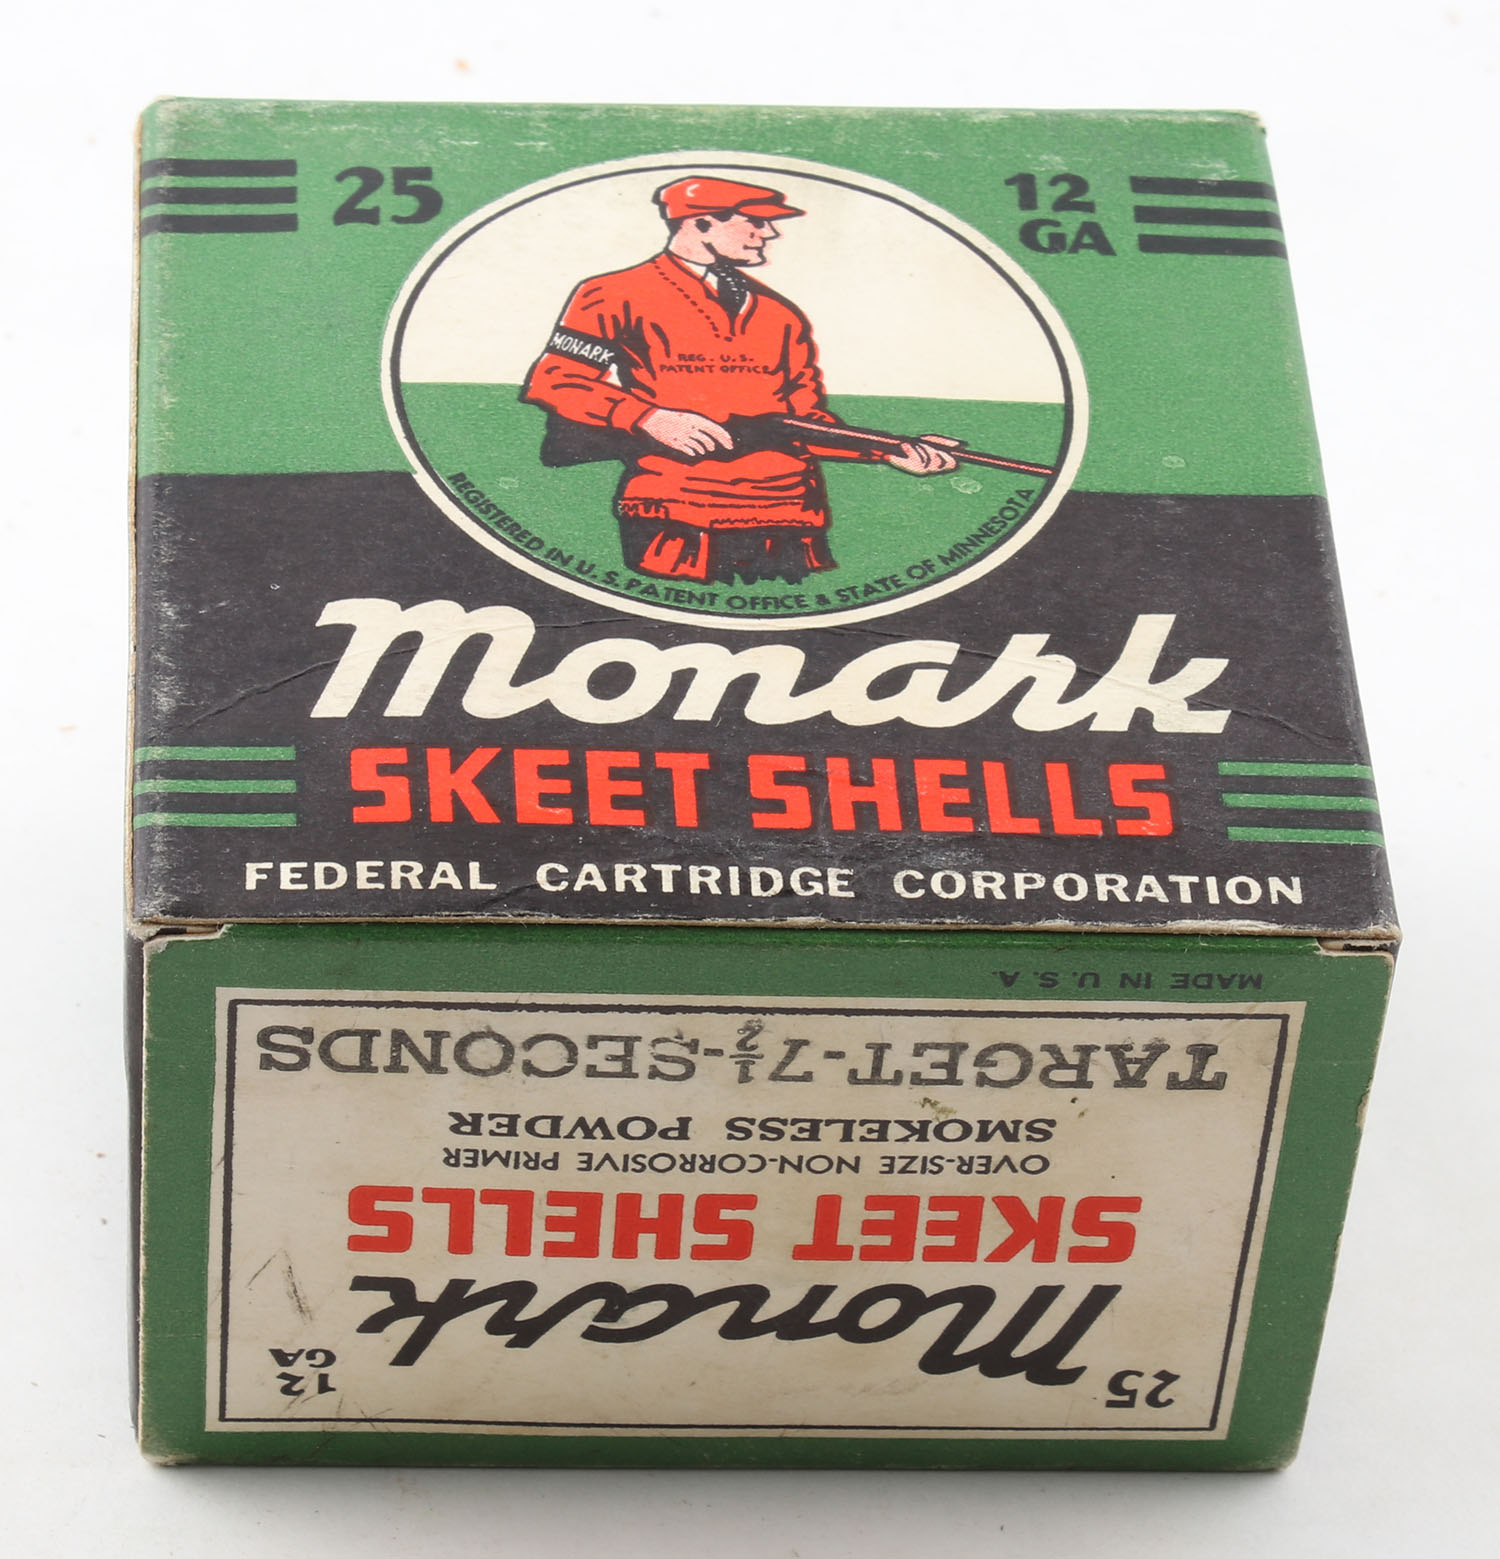 25
12
GA
MONARK
REG. U.S.
PATENT OFFICE
REGISTERED IN U. S. PATENT OFFICE & STATE OF MINNESOTA
monark
SKEET SHELLS
FEDERAL CARTRIDGE CORPORATION
25
12
GA
Monark
SKEET SHELLS
OVER-SIZE NON-CORROSIVE PRIMER
SMOKELESS POWDER
TARGET-7½-SECONDS
MADE IN U. S. A.